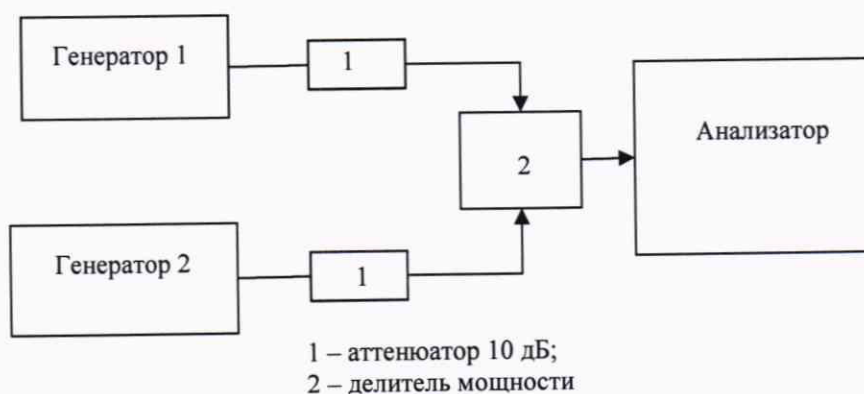 Генератор 1
1
Анализатор
2
Генератор 2
1
1 – аттенюатор 10 дБ;
2 – делитель мощности